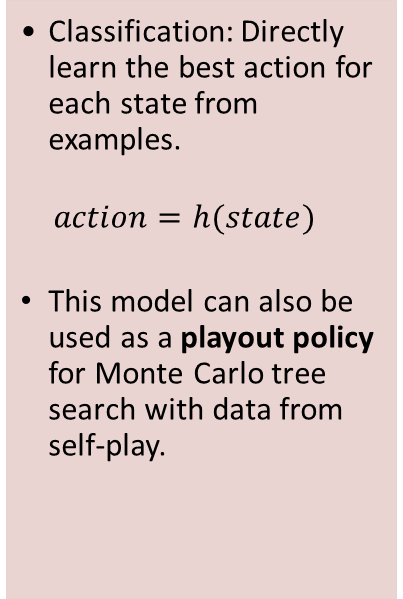 • Classification: Directly
learn the best action for
each state from
examples.
action = h(state)
• This model can also be
used as a playout policy
for Monte Carlo tree
search with data from
self-play.